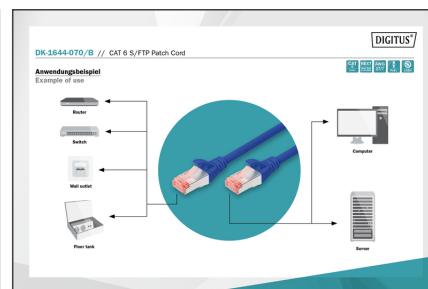 DIGITUS®
DK-1644-070/B // CAT 6 S/FTP Patch Cord
Anwendungsbeispiel
Example of use
Router
Switch
Wall outlet
Floor tank
Computer
Server